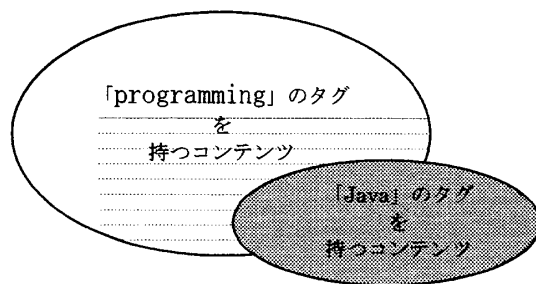 「programming」のタグ
を
持つコンテンツ
「Java」のタグ
を
持つコンテンツ